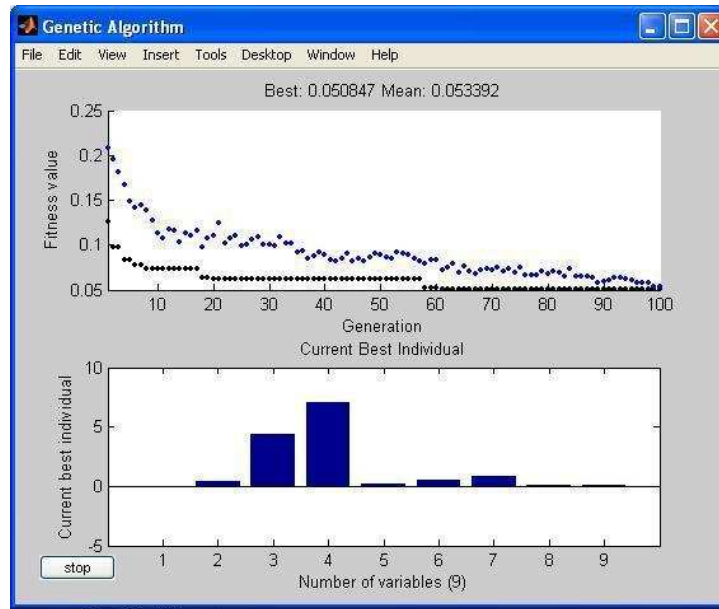 Genetic Algorithm
File Edit View Insert Tools Desktop Window Help
Best: 0.050847 Mean: 0.053392
Fitness value
0.25
0.2
0.15
0.1
0.05
10 20 30 40 50 60 70 80 90 100
Generation
Current Best Individual
Current best individual
10
5
0
-5
1 2 3 4 5 6 7 8 9
Number of variables (9)
stop